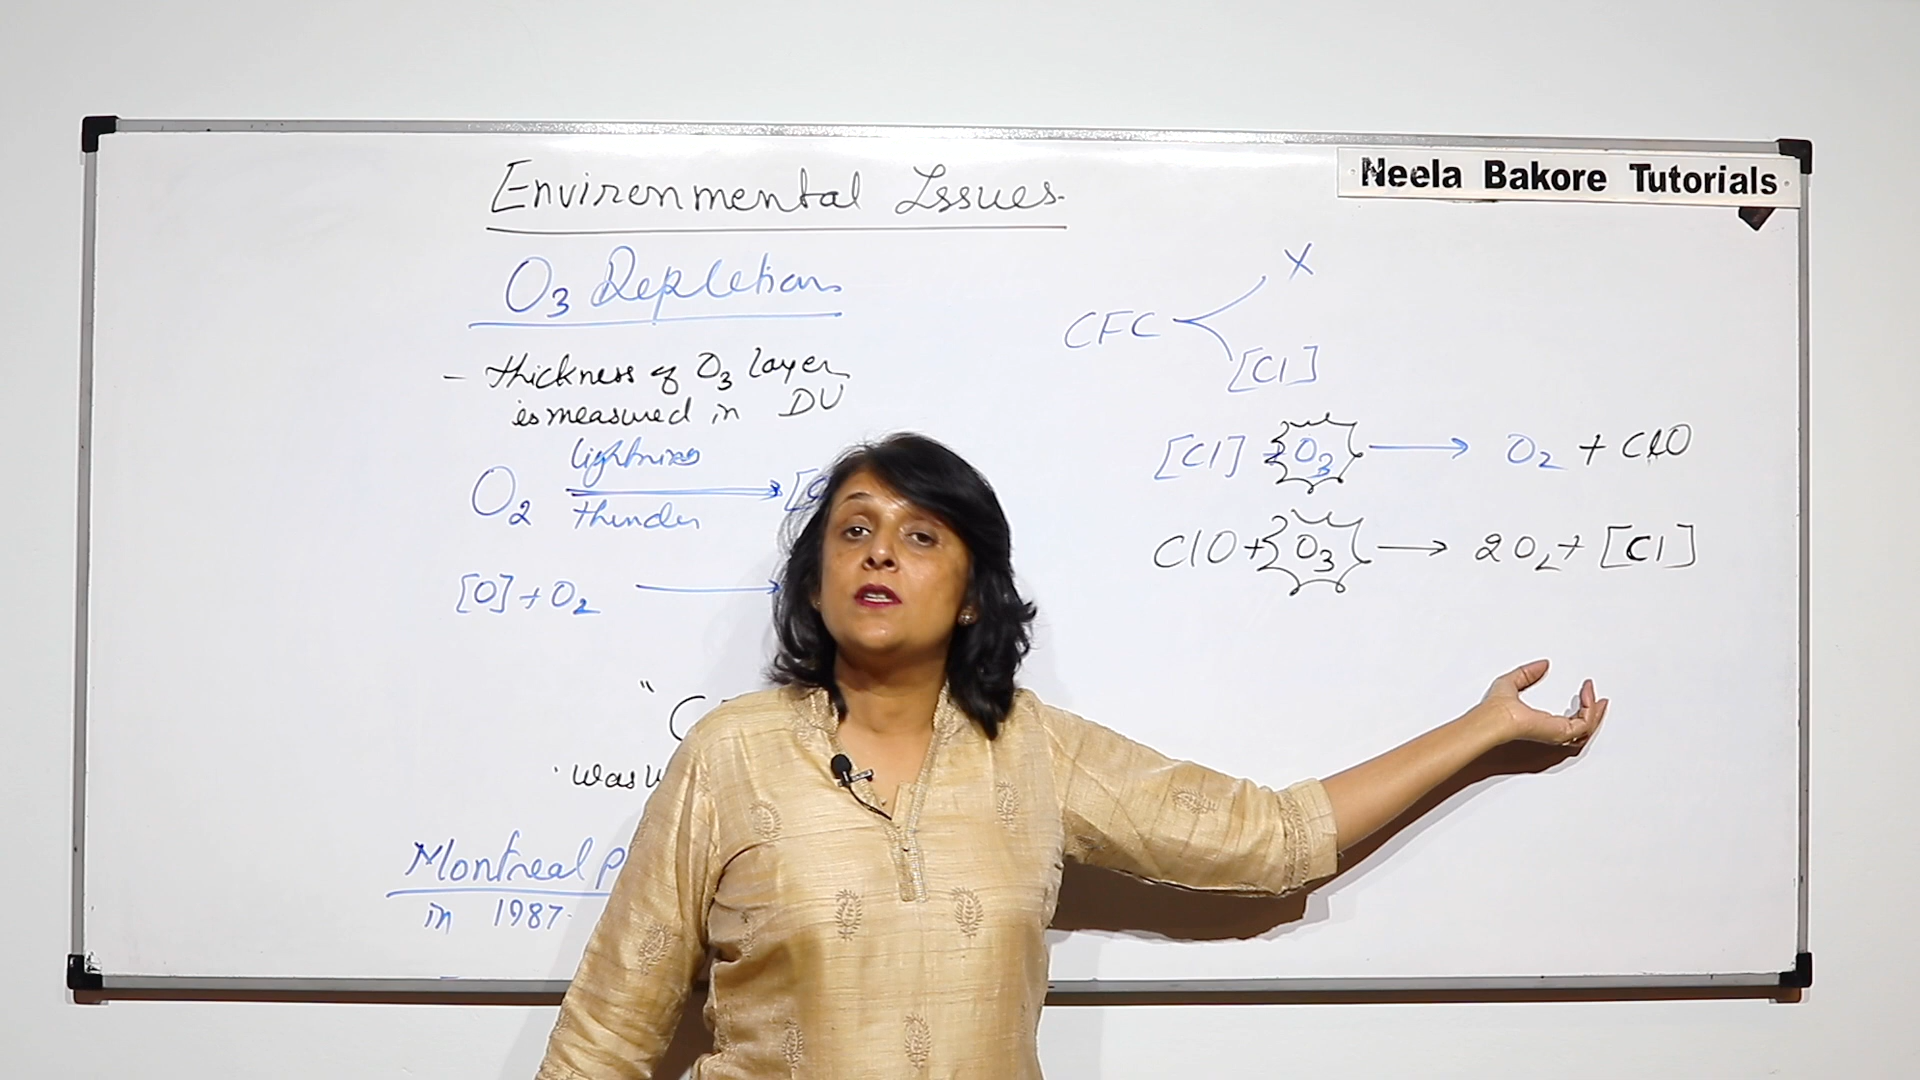 Neela Bakore Tutorials
Environmental Issues.
O3 Depletion
- thickness of O3 layer
is measured in DU
lightning
O2 → [
thunder
[O] + O2 →
"
Montreal P
in 1987.
CFC
X
[Cl]
[Cl] + O3 → O2 + ClO
ClO + O3 → 2O2 + [Cl]